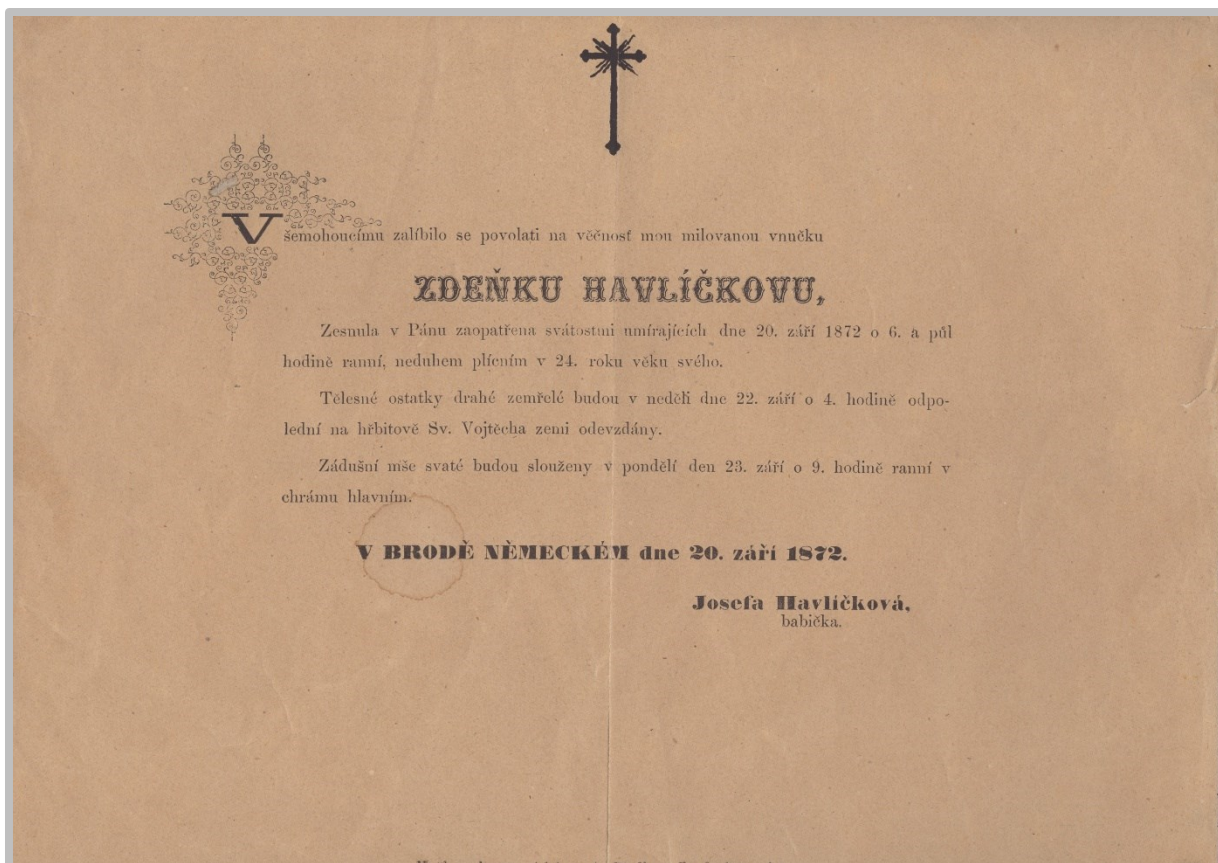 Všemohoucímu zalíbilo se povolati na věčnosť mou milovanou vnučku
ZDEŇKU HAVLÍČKOVU,
Zesnula v Pánu zaopatřena svátostmi umírajících dne 20. září 1872 o 6. a půl
hodině ranní, neduhem plícním v 24. roku věku svého.
Tělesné ostatky drahé zemřelé budou v neděli dne 22. září o 4. hodině odpo-
lední na hřbitově Sv. Vojtěcha zemi odevzdány.
Zádušní mše svaté budou slouženy v pondělí den 23. září o 9. hodině ranní v
chrámu hlavním.
V BRODĚ NĚMECKÉM dne 20. září 1872.
Josefa Havlíčková,
babička.